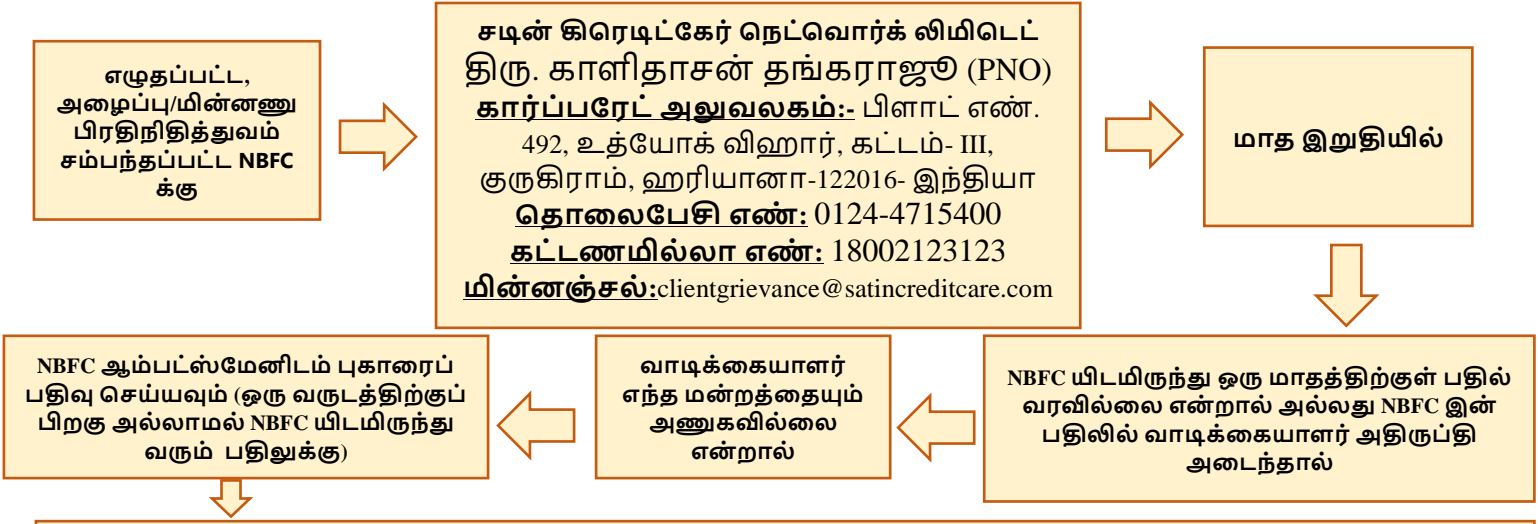 எழுதப்பட்ட,
அழைப்பு/மின்னணு
பிரதிநிதித்துவம்
சம்பந்தப்பட்ட NBFC
க்கு
சடின் கிரெடிட்கேர் நெட்வொர்க் லிமிடெட்
திரு. காளிதாசன் தங்கராஜூ (PNO)
கார்ப்பரேட் அலுவலகம்:- பிளாட் எண்.
492, உத்யோக் விஹார், கட்டம்- III,
குருகிராம், ஹரியானா-122016- இந்தியா
தொலைபேசி எண்: 0124-4715400
கட்டணமில்லா எண்: 18002123123
மின்னஞ்சல்:clientgrievance@satincreditcare.com
மாத இறுதியில்
NBFC யிடமிருந்து ஒரு மாதத்திற்குள் பதில்
வரவில்லை என்றால் அல்லது NBFC இன்
பதிலில் வாடிக்கையாளர் அதிருப்தி
அடைந்தால்
வாடிக்கையாளர்
எந்த மன்றத்தையும்
அணுகவில்லை
என்றால்
NBFC ஆம்பட்ஸ்மேனிடம் புகாரைப்
பதிவு செய்யவும் (ஒரு வருடத்திற்குப்
பிறகு அல்லாமல் NBFC யிடமிருந்து
வரும் பதிலுக்கு)